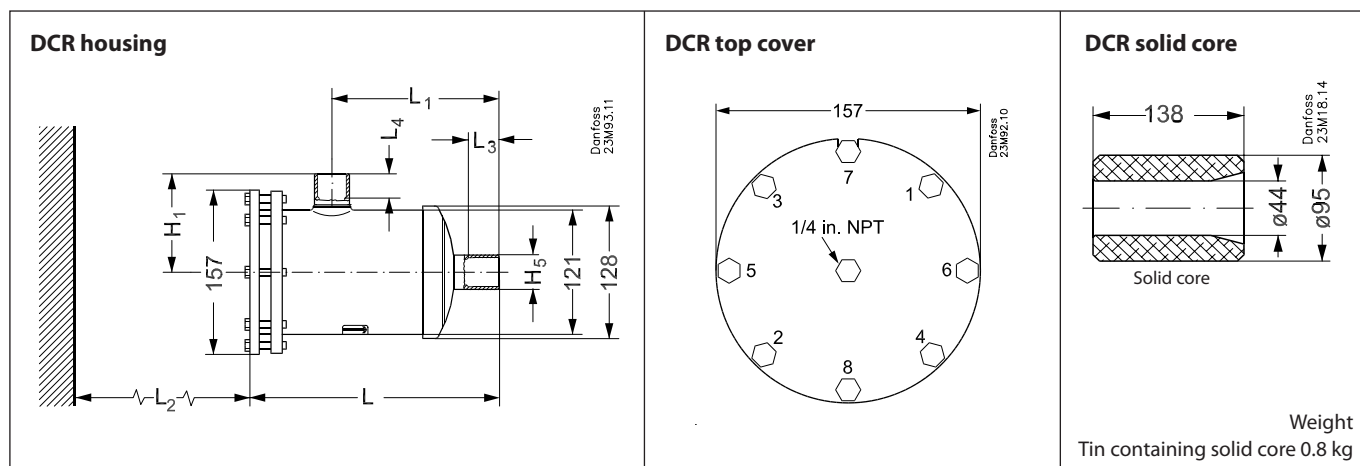 DCR housing
L1
L4
L3
Danfoss
23M93.11
H1
157
H5
121
128
L2
L
DCR top cover
157
Danfoss
23M92.10
7
3
1
1/4 in. NPT
5
6
2
4
8
DCR solid core
138
Danfoss
23M18.14
ø44
ø95
Solid core
Weight
Tin containing solid core 0.8 kg